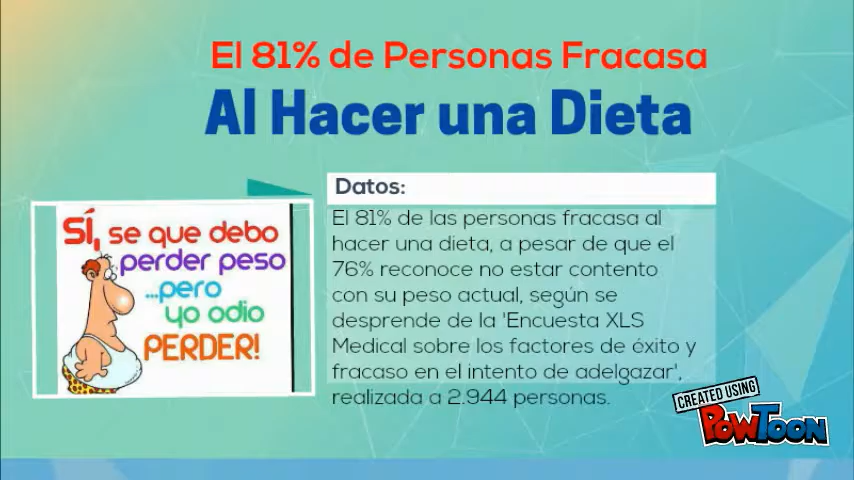 El 81% de Personas Fracasa
Al Hacer una Dieta
Datos:
El 81% de las personas fracasa al
hacer una dieta, a pesar de que el
76% reconoce no estar contento
con su peso actual, según se
desprende de la 'Encuesta XLS
Medical sobre los factores de éxito y
fracaso en el intento de adelgazar',
realizada a 2.944 personas.
SÍ, se que debo
perder peso
...pero
yo odio
PERDER!
CREATED USING
POWTOON